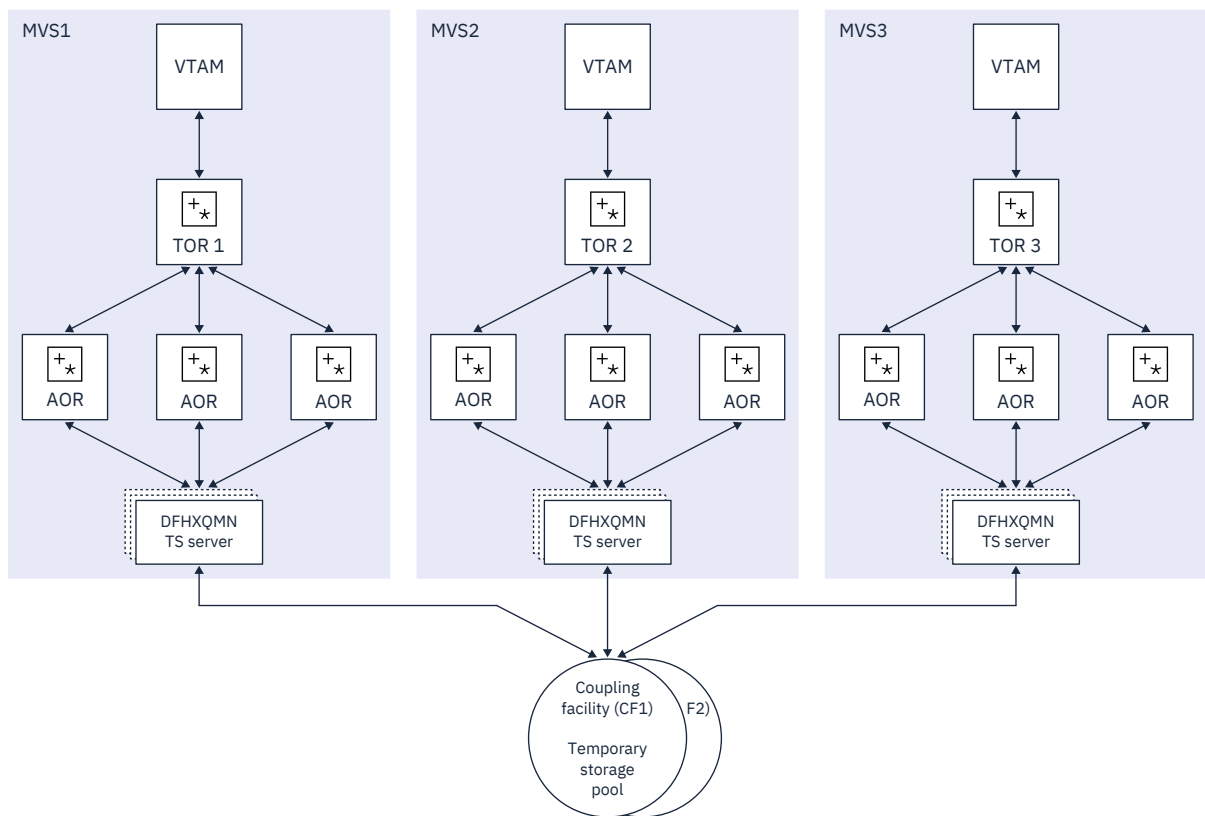 MVS1
VTAM
+*
TOR 1
+*
AOR
+*
AOR
+*
AOR
DFHXQMN
TS server
MVS2
VTAM
+*
TOR 2
+*
AOR
+*
AOR
+*
AOR
DFHXQMN
TS server
MVS3
VTAM
+*
TOR 3
+*
AOR
+*
AOR
+*
AOR
DFHXQMN
TS server
Coupling
facility (CF1)
F2)
Temporary
storage
pool